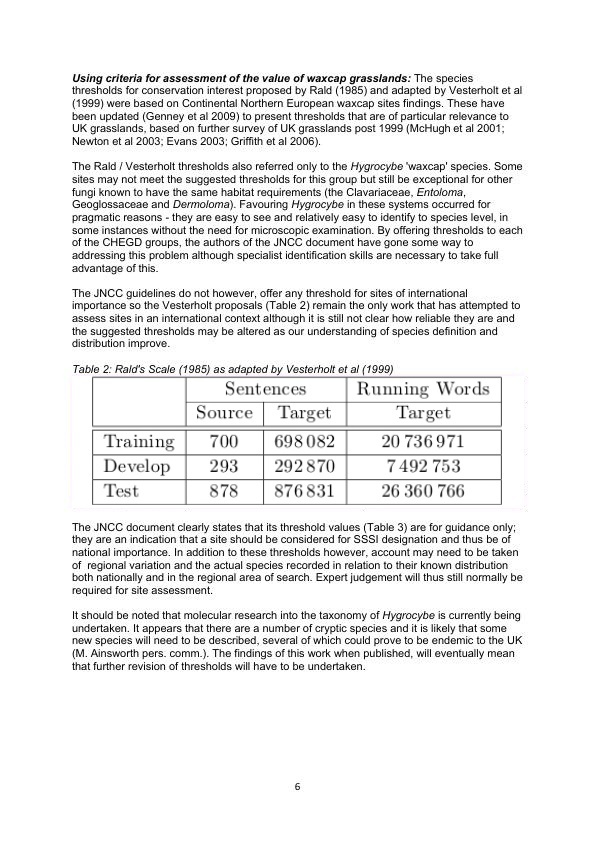 Using criteria for assessment of the value of waxcap grasslands: The species
thresholds for conservation interest proposed by Rald (1985) and adapted by Vesterholt et al
(1999) were based on Continental Northern European waxcap sites findings. These have
been updated (Genney et al 2009) to present thresholds that are of particular relevance to
UK grasslands, based on further survey of UK grasslands post 1999 (McHugh et al 2001;
Newton et al 2003; Evans 2003; Griffith et al 2006).
The Rald / Vesterholt thresholds also referred only to the Hygrocybe 'waxcap' species. Some
sites may not meet the suggested thresholds for this group but still be exceptional for other
fungi known to have the same habitat requirements (the Clavariaceae, Entoloma,
Geoglossaceae and Dermoloma). Favouring Hygrocybe in these systems occurred for
pragmatic reasons - they are easy to see and relatively easy to identify to species level, in
some instances without the need for microscopic examination. By offering thresholds to each
of the CHEGD groups, the authors of the JNCC document have gone some way to
addressing this problem although specialist identification skills are necessary to take full
advantage of this.
The JNCC guidelines do not however, offer any threshold for sites of international
importance so the Vesterholt proposals (Table 2) remain the only work that has attempted to
assess sites in an international context although it is still not clear how reliable they are and
the suggested thresholds may be altered as our understanding of species definition and
distribution improve.
Table 2: Rald's Scale (1985) as adapted by Vesterholt et al (1999)
Sentences Running Words
Source Target Target
Training 700 698 082 20 736 971
Develop 293 292 870 7 492 753
Test 878 876 831 26 360 766
The JNCC document clearly states that its threshold values (Table 3) are for guidance only;
they are an indication that a site should be considered for SSSI designation and thus be of
national importance. In addition to these thresholds however, account may need to be taken
of regional variation and the actual species recorded in relation to their known distribution
both nationally and in the regional area of search. Expert judgement will thus still normally be
required for site assessment.
It should be noted that molecular research into the taxonomy of Hygrocybe is currently being
undertaken. It appears that there are a number of cryptic species and it is likely that some
new species will need to be described, several of which could prove to be endemic to the UK
(M. Ainsworth pers. comm.). The findings of this work when published, will eventually mean
that further revision of thresholds will have to be undertaken.
6